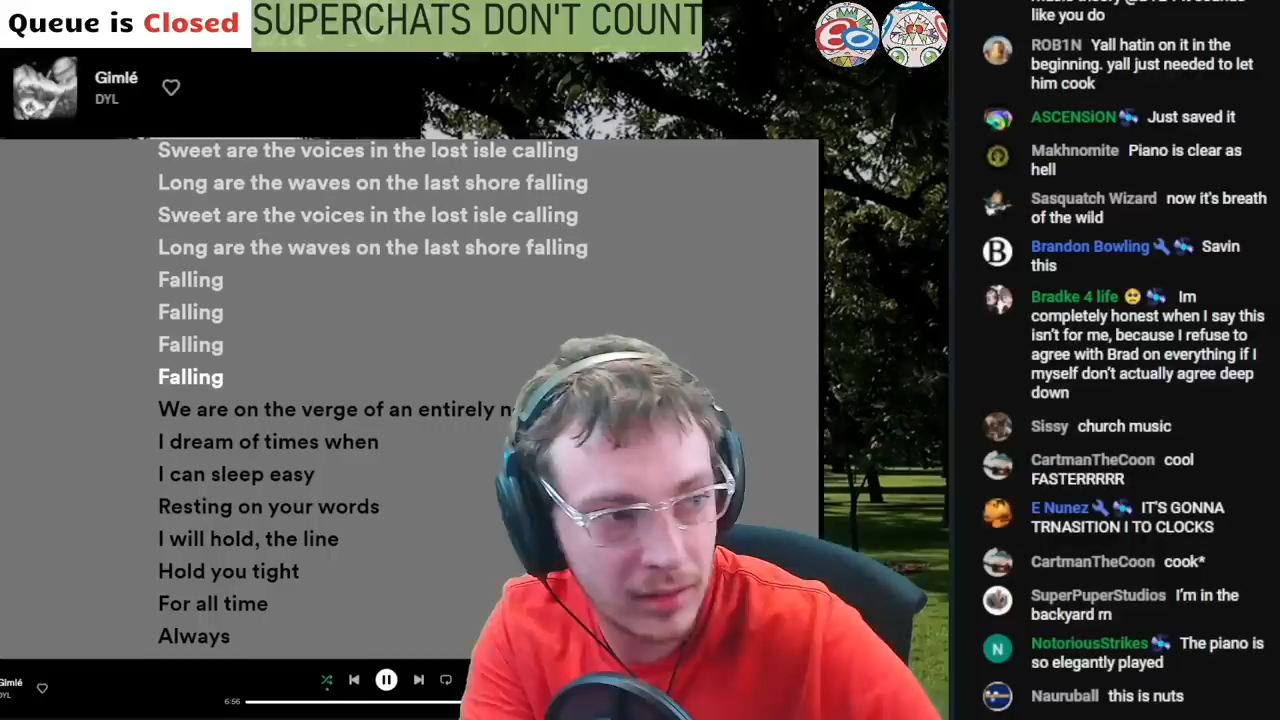 Queue is Closed
SUPERCHATS DON'T COUNT
Gimlé
DYL
Sweet are the voices in the lost isle calling
Long are the waves on the last shore falling
Sweet are the voices in the lost isle calling
Long are the waves on the last shore falling
Falling
Falling
Falling
Falling
We are on the verge of an entirely
I dream of times when
I can sleep easy
Resting on your words
I will hold, the line
Hold you tight
For all time
Always
Gimlé
DYL
6:56
like you do
ROB1N Yall hatin on it in the
beginning. yall just needed to let
him cook
ASCENSiON Just saved it
Makhnomite Piano is clear as
hell
Sasquatch Wizard now it's breath
of the wild
B
Brandon Bowling Savin
this
Bradke 4 life 🥺 Im
completely honest when I say this
isn't for me, because I refuse to
agree with Brad on everything if I
myself don't actually agree deep
down
Sissy church music
CartmanTheCoon cool
FASTERRRRR
E Nunez IT'S GONNA
TRNASITION I TO CLOCKS
CartmanTheCoon cook*
SuperPuperStudios I'm in the
backyard rn
N
NotoriousStrikes The piano is
so elegantly played
Nauruball this is nuts